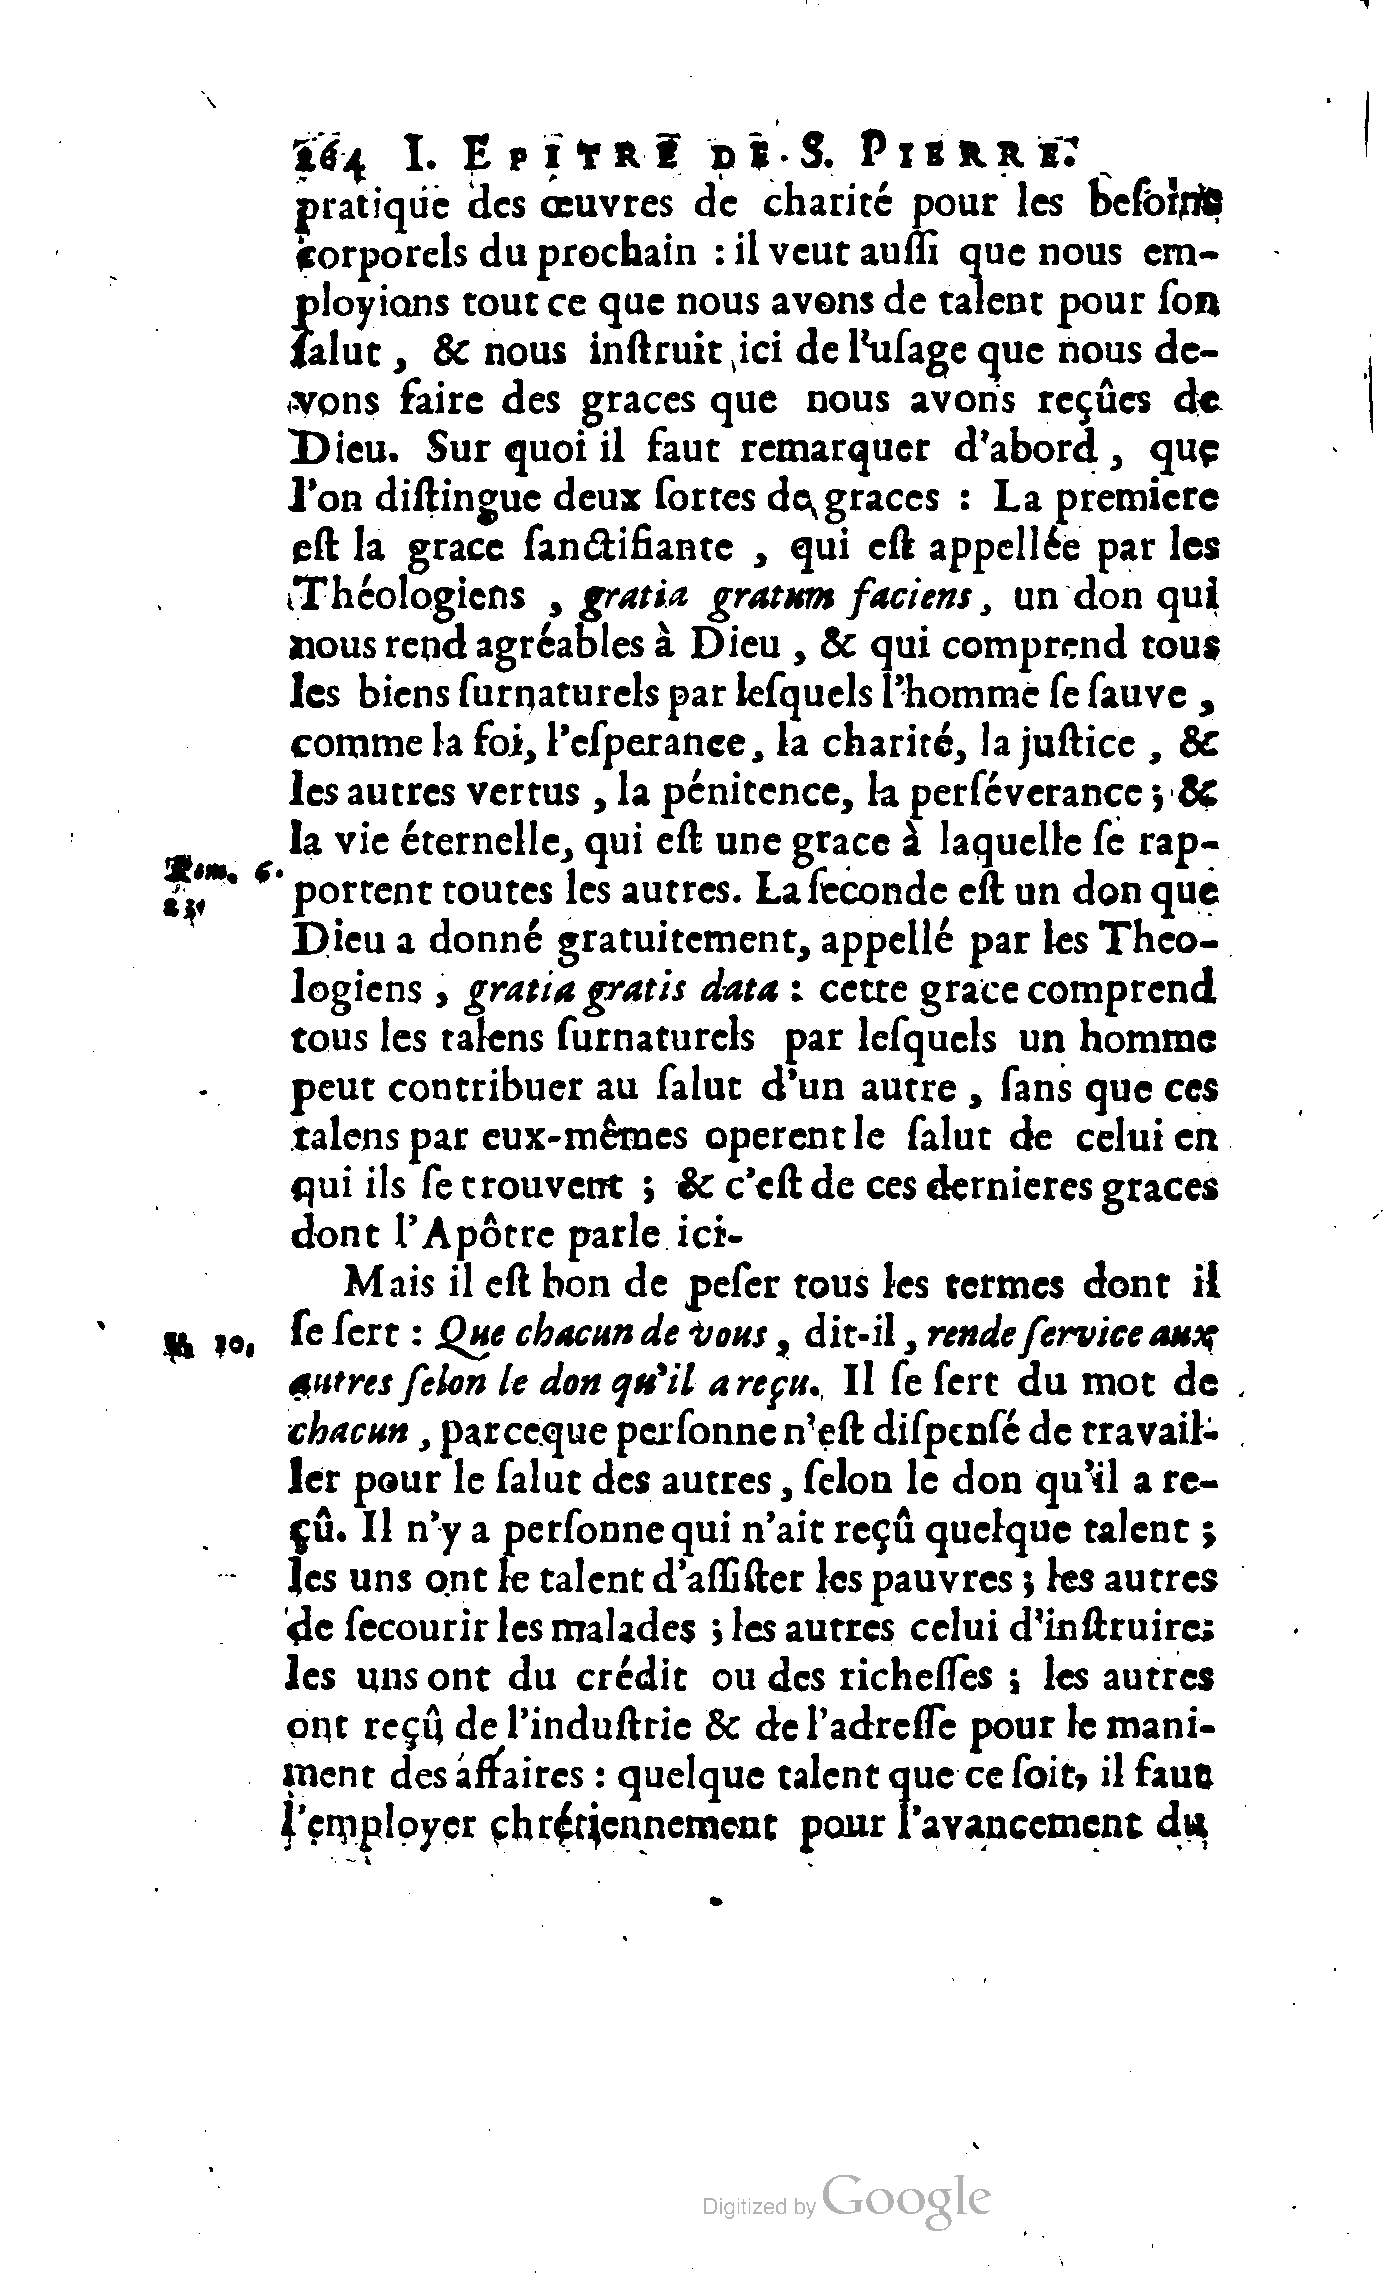 264 I. EPITRE DE S. PIERRE.
pratique des œuvres de charité pour les beſoins
corporels du prochain : il veut auſſi que nous em-
ployions tout ce que nous avons de talent pour ſon
ſalut, & nous inſtruit ici de l'uſage que nous de-
vons faire des graces que nous avons reçûes de
Dieu. Sur quoi il faut remarquer d'abord, que
l'on diſtingue deux ſortes de graces : La premiere
eſt la grace ſanctifiante, qui eſt appellée par les
Théologiens, gratia gratum faciens, un don qui
nous rend agréables à Dieu, & qui comprend tous
les biens ſurnaturels par leſquels l'homme ſe ſauve,
comme la foi, l'eſperance, la charité, la juſtice, &
les autres vertus, la pénitence, la perſéverance ; &
la vie éternelle, qui eſt une grace à laquelle ſe rap-
Rom. 6.
23.
portent toutes les autres. La ſeconde eſt un don que
Dieu a donné gratuitement, appellé par les Theo-
logiens, gratia gratis data : cette grace comprend
tous les talens ſurnaturels par leſquels un homme
peut contribuer au ſalut d'un autre, ſans que ces
talens par eux-mêmes operent le ſalut de celui en
qui ils ſe trouvent ; & c'eſt de ces dernieres graces
dont l'Apôtre parle ici.
Mais il eſt bon de peſer tous les termes dont il
℣. 10.
ſe ſert : Que chacun de vous, dit-il, rende ſervice aux
autres ſelon le don qu'il a reçu. Il ſe ſert du mot de
chacun, parceque perſonne n'eſt diſpenſé de travail-
ler pour le ſalut des autres, ſelon le don qu'il a re-
çû. Il n'y a perſonne qui n'ait reçû quelque talent ;
les uns ont le talent d'aſſiſter les pauvres ; les autres
de ſecourir les malades ; les autres celui d'inſtruire ;
les uns ont du crédit ou des richeſſes ; les autres
ont reçû de l'induſtrie & de l'adreſſe pour le mani-
ment des affaires : quelque talent que ce ſoit, il faut
l'employer chrétiennement pour l'avancement du
Digitized by Google